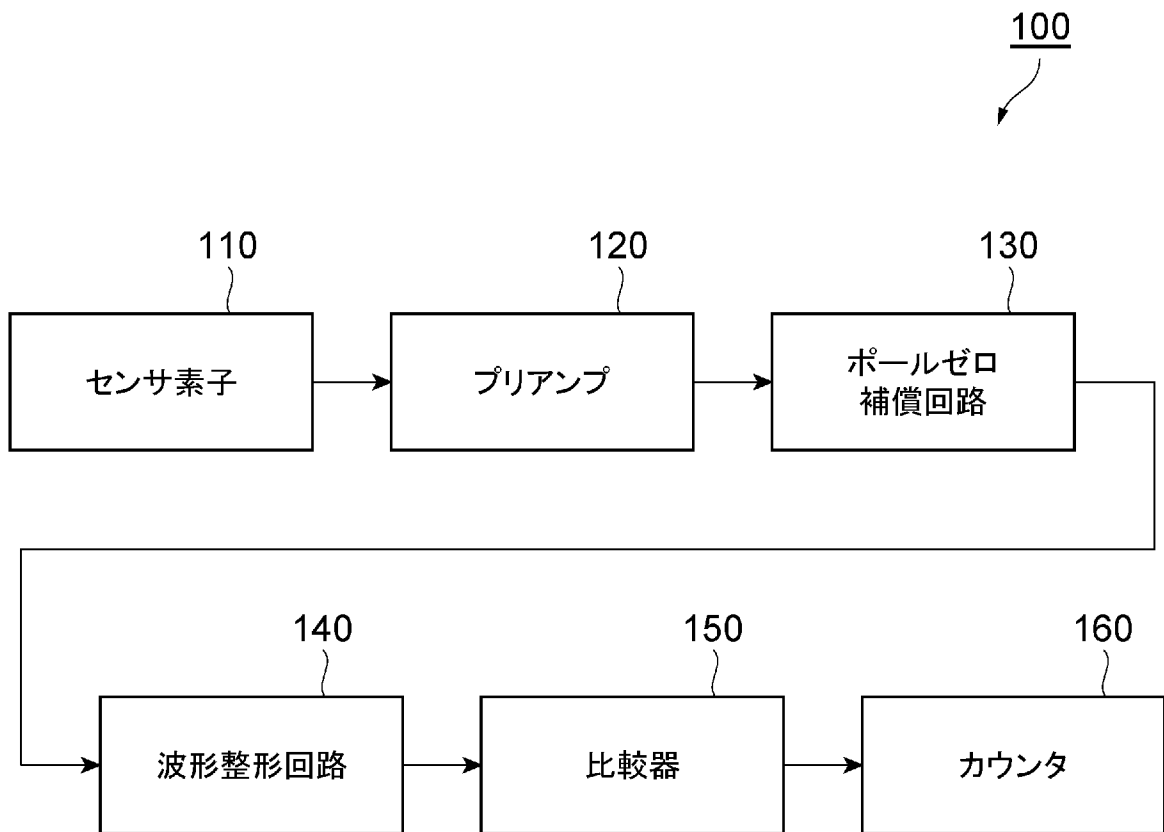 100
110
120
130
センサ素子
プリアンプ
ポールゼロ
補償回路
140
150
160
波形整形回路
比較器
カウンタ